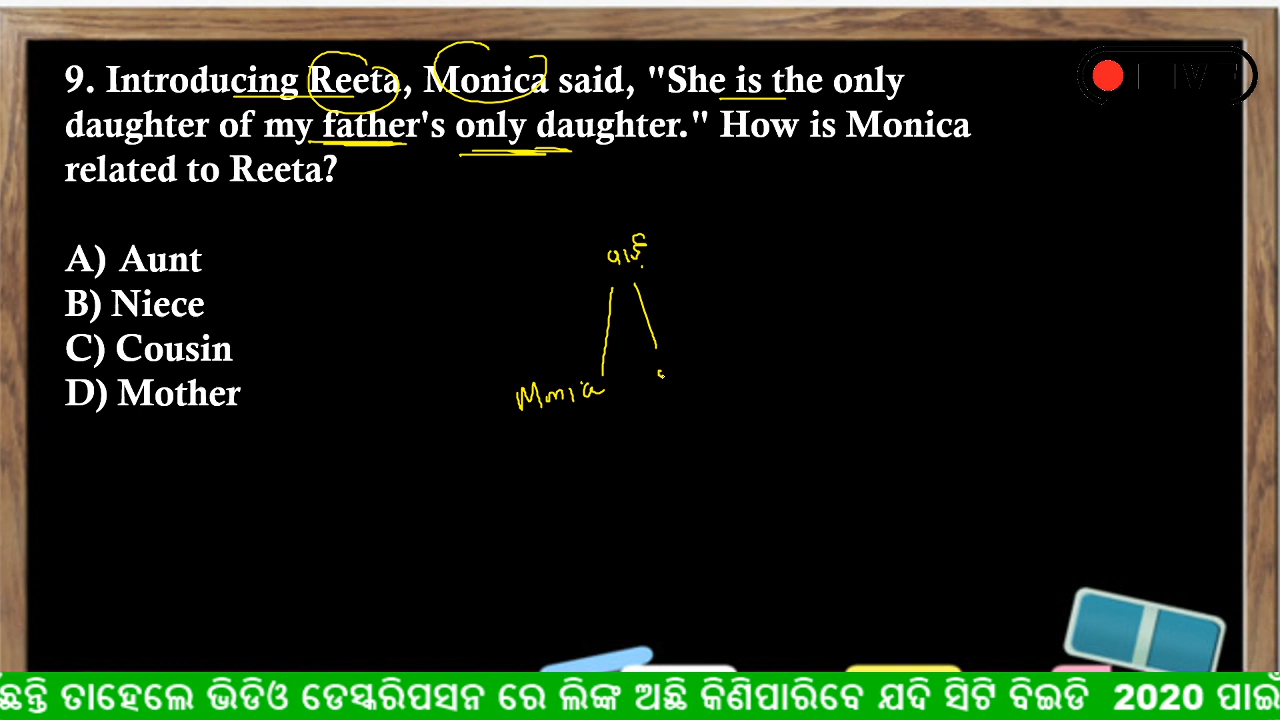 9. Introducing Reeta, Monica said, "She is the only
daughter of my father's only daughter." How is Monica
related to Reeta?
A) Aunt
B) Niece
C) Cousin
D) Mother
Monica
ଛନ୍ତି ତାହେଲେ ଭିଡିଓ ଡେସ୍କରିପସନ ରେ ଲିଙ୍କ ଅଛି କିଣିପାରିବେ ଯଦି ସିଟି ବିଇଡି 2020 ପାଇଁ